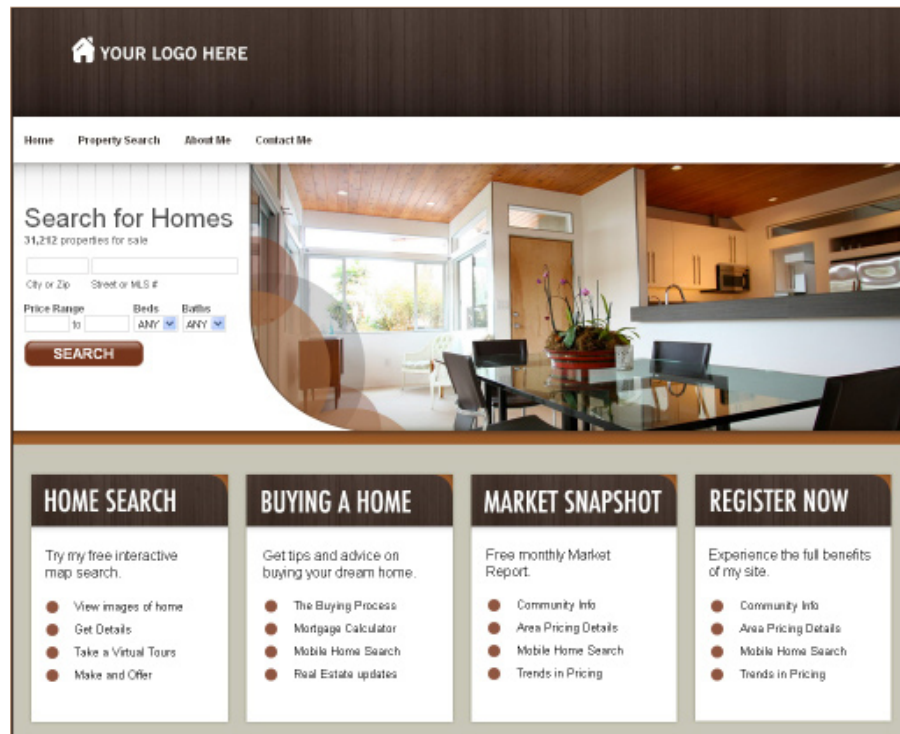 YOUR LOGO HERE
Home Property Search About Me Contact Me
Search for Homes
31,212 properties for sale
City or Zip Street or MLS #
Price Range Beds Baths
to ANY ANY
SEARCH
HOME SEARCH
Try my free interactive
map search.
View images of home
Get Details
Take a Virtual Tours
Make and Offer
BUYING A HOME
Get tips and advice on
buying your dream home.
The Buying Process
Mortgage Calculator
Mobile Home Search
Real Estate updates
MARKET SNAPSHOT
Free monthly Market
Report.
Community Info
Area Pricing Details
Mobile Home Search
Trends in Pricing
REGISTER NOW
Experience the full benefits
of my site.
Community Info
Area Pricing Details
Mobile Home Search
Trends in Pricing